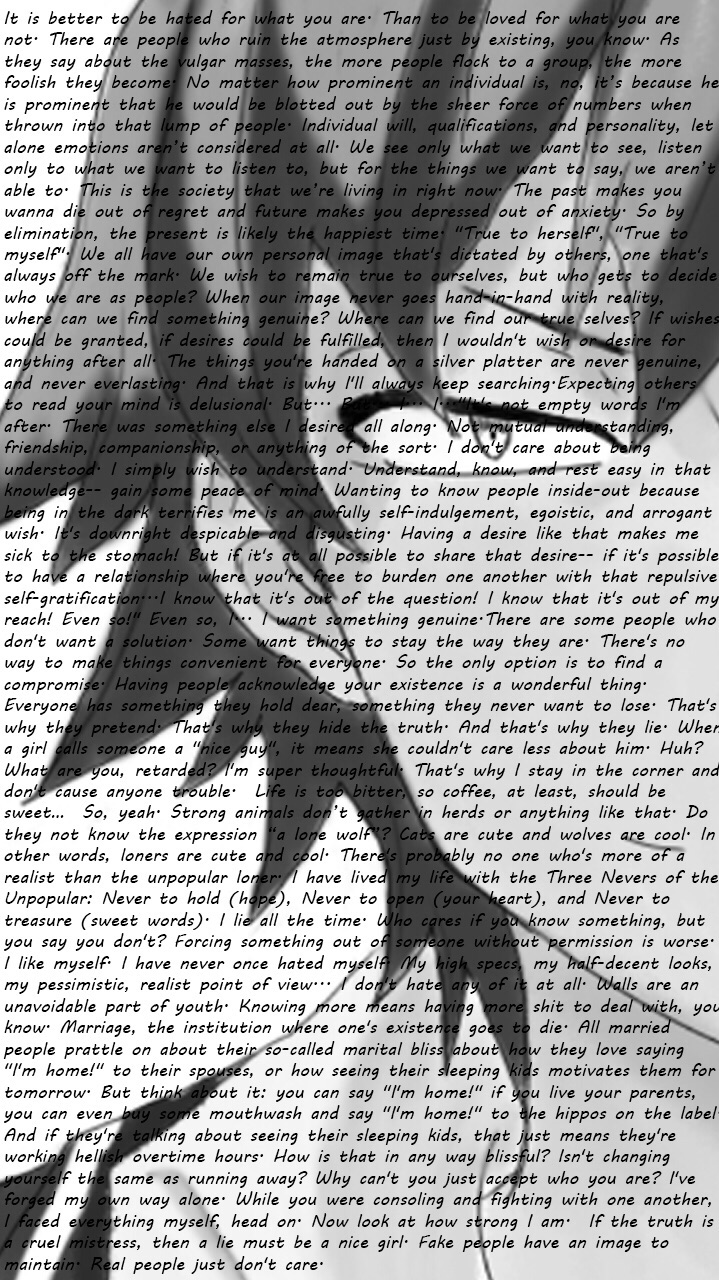 It is better to be hated for what you are. Than to be loved for what you are
not. There are people who ruin the atmosphere just by existing, you know. As
they say about the vulgar masses, the more people flock to a group, the more
foolish they become. No matter how prominent an individual is, no, it's because he
is prominent that he would be blotted out by the sheer force of numbers when
thrown into that lump of people. Individual will, qualifications, and personality, let
alone emotions aren't considered at all. We see only what we want to see, listen
only to what we want to listen to, but for the things we want to say, we aren't
able to. This is the society that we're living in right now. The past makes you
wanna die out of regret and future makes you depressed out of anxiety. So by
elimination, the present is likely the happiest time. "True to herself", "True to
myself". We all have our own personal image that's dictated by others, one that's
always off the mark. We wish to remain true to ourselves, but who gets to decide
who we are as people? When our image never goes hand-in-hand with reality,
where can we find something genuine? Where can we find our true selves? If wishes
could be granted, if desires could be fulfilled, then I wouldn't wish or desire for
anything after all. The things you're handed on a silver platter are never genuine,
and never everlasting. And that is why I'll always keep searching.Expecting others
to read your mind is delusional. But... But... I... I..."It's not empty words I'm
after. There was something else I desired all along. Not mutual understanding,
friendship, companionship, or anything of the sort. I don't care about being
understood. I simply wish to understand. Understand, know, and rest easy in that
knowledge-- gain some peace of mind. Wanting to know people inside-out because
being in the dark terrifies me is an awfully self-indulgement, egoistic, and arrogant
wish. It's downright despicable and disgusting. Having a desire like that makes me
sick to the stomach! But if it's at all possible to share that desire-- if it's possible
to have a relationship where you're free to burden one another with that repulsive
self-gratification...I know that it's out of the question! I know that it's out of my
reach! Even so!" Even so, I... I want something genuine.There are some people who
don't want a solution. Some want things to stay the way they are. There's no
way to make things convenient for everyone. So the only option is to find a
compromise. Having people acknowledge your existence is a wonderful thing.
Everyone has something they hold dear, something they never want to lose. That's
why they pretend. That's why they hide the truth. And that's why they lie. When
a girl calls someone a "nice guy", it means she couldn't care less about him. Huh?
What are you, retarded? I'm super thoughtful. That's why I stay in the corner and
don't cause anyone trouble.  Life is too bitter, so coffee, at least, should be
sweet...  So, yeah. Strong animals don't gather in herds or anything like that. Do
they not know the expression "a lone wolf"? Cats are cute and wolves are cool. In
other words, loners are cute and cool. There's probably no one who's more of a
realist than the unpopular loner. I have lived my life with the Three Nevers of the
Unpopular: Never to hold (hope), Never to open (your heart), and Never to
treasure (sweet words). I lie all the time. Who cares if you know something, but
you say you don't? Forcing something out of someone without permission is worse.
I like myself. I have never once hated myself. My high specs, my half-decent looks,
my pessimistic, realist point of view... I don't hate any of it at all. Walls are an
unavoidable part of youth. Knowing more means having more shit to deal with, you
know. Marriage, the institution where one's existence goes to die. All married
people prattle on about their so-called marital bliss about how they love saying
"I'm home!" to their spouses, or how seeing their sleeping kids motivates them for
tomorrow. But think about it: you can say "I'm home!" if you live your parents,
you can even buy some mouthwash and say "I'm home!" to the hippos on the label.
And if they're talking about seeing their sleeping kids, that just means they're
working hellish overtime hours. How is that in any way blissful? Isn't changing
yourself the same as running away? Why can't you just accept who you are? I've
forged my own way alone. While you were consoling and fighting with one another,
I faced everything myself, head on. Now look at how strong I am.  If the truth is
a cruel mistress, then a lie must be a nice girl. Fake people have an image to
maintain. Real people just don't care.